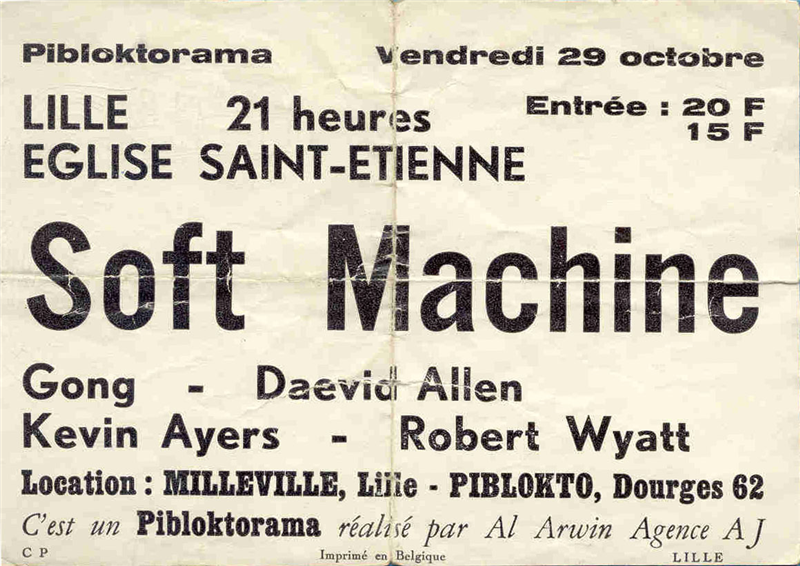 Pibloktorama Vendredi 29 octobre
LILLE 21 heures Entrée : 20 F
15 F
EGLISE SAINT-ETIENNE
Soft Machine
Gong - Daevid Allen
Kevin Ayers - Robert Wyatt
Location : MILLEVILLE, Lille - PIBLOKTO, Dourges 62
C'est un Pibloktorama réalisé par Al Arwin Agence A J
C P Imprimé en Belgique LILLE